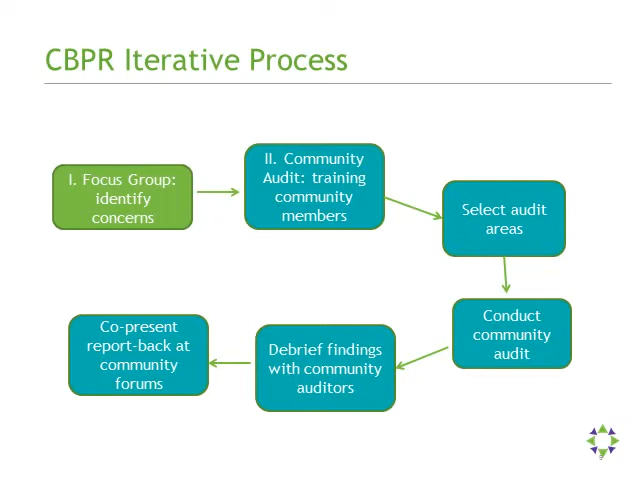 CBPR Iterative Process
I. Focus Group:
identify
concerns
II. Community
Audit: training
community
members
Select audit
areas
Conduct
community
audit
Debrief findings
with community
auditors
Co-present
report-back at
community
forums